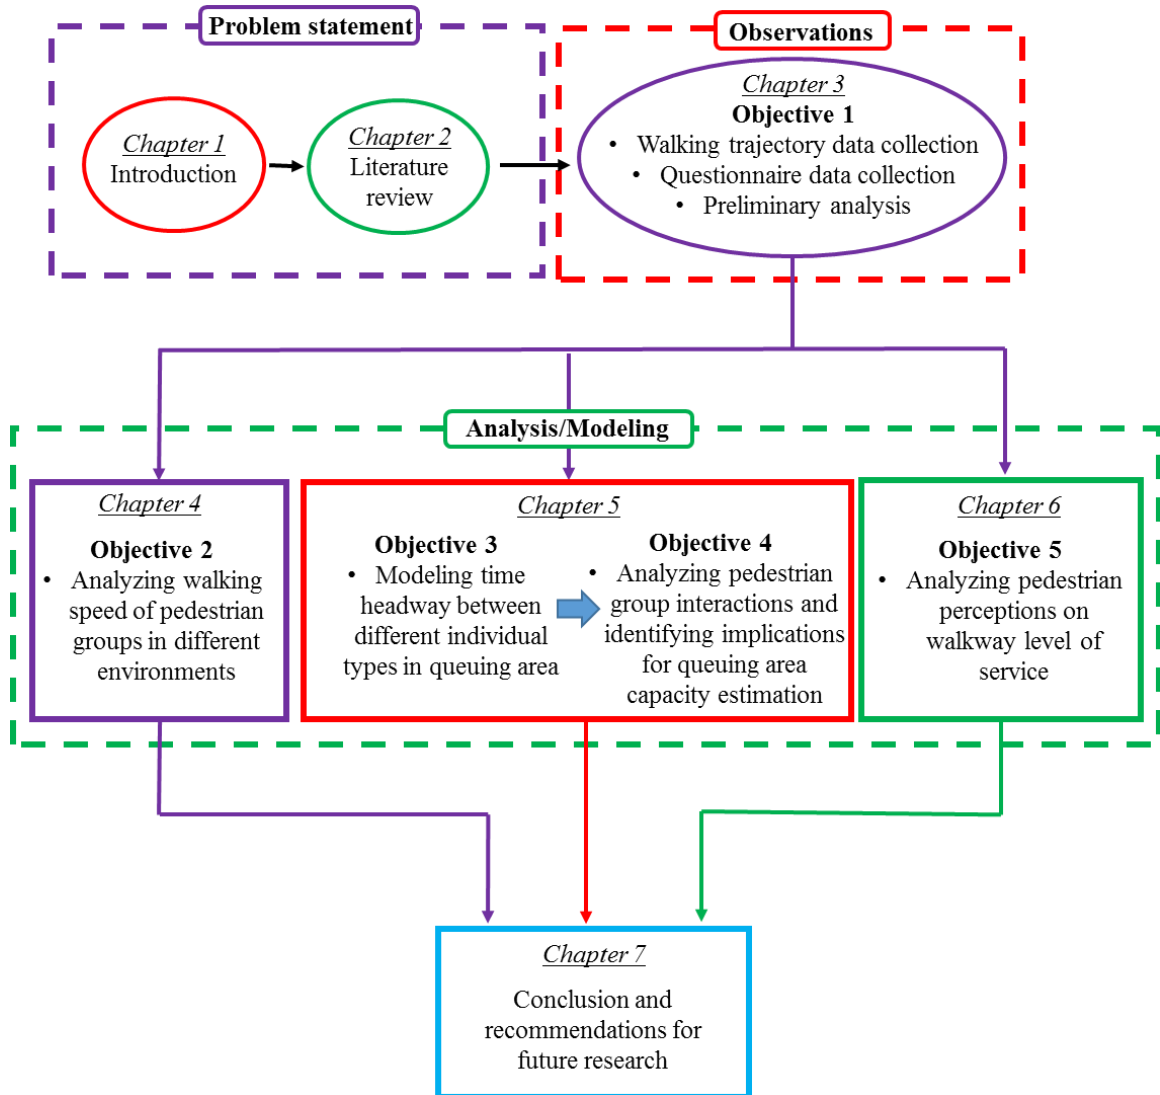 Problem statement
Observations
Chapter 1
Introduction
Chapter 2
Literature
review
Chapter 3
Objective 1
• Walking trajectory data collection
• Questionnaire data collection
• Preliminary analysis
Analysis/Modeling
Chapter 4
Objective 2
• Analyzing walking
speed of pedestrian
groups in different
environments
Chapter 5
Objective 3
• Modeling time
headway between
different individual
types in queuing area
Objective 4
• Analyzing pedestrian
group interactions and
identifying implications
for queuing area
capacity estimation
Chapter 6
Objective 5
• Analyzing pedestrian
perceptions on
walkway level of
service
Chapter 7
Conclusion and
recommendations for
future research